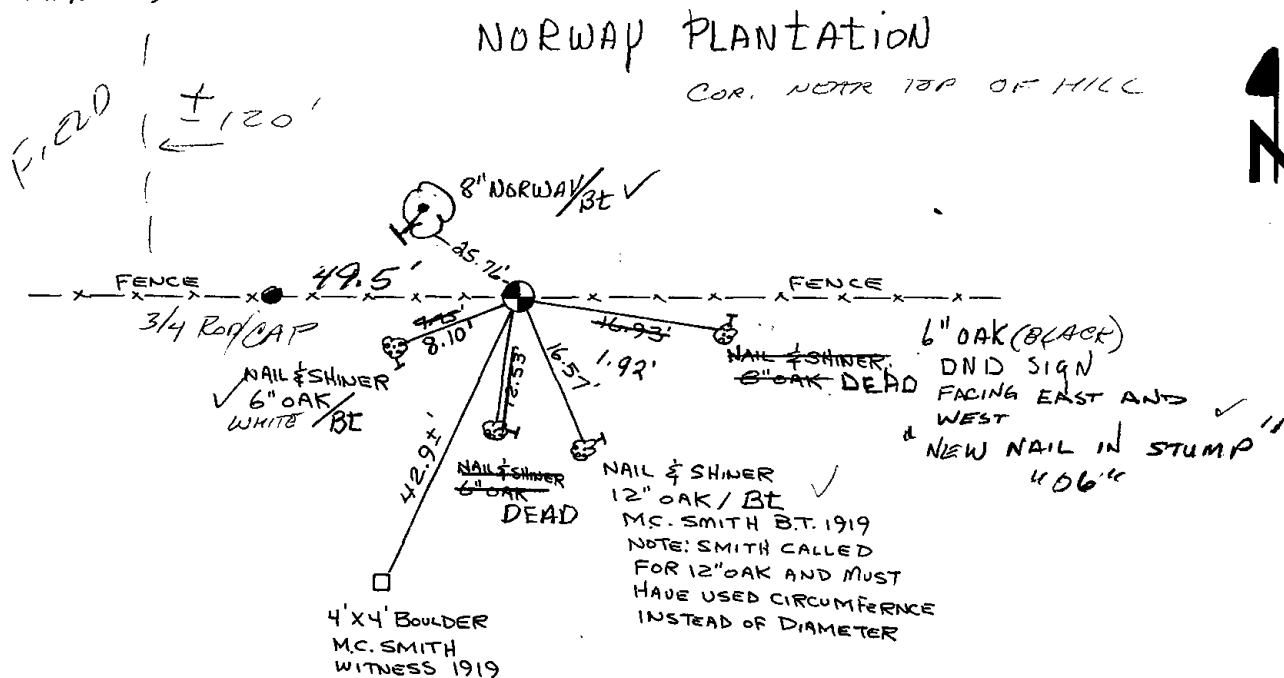 NORWAY PLANTATION
COR. NEAR TOP OF HILL
N
FIELD
± 120'
8" NORWAY/Bt ✓
25.76'
FENCE
49.5'
FENCE
3/4 ROD/CAP
8.10'
12.53'
16.57'
16.93'
1.92'
NAIL & SHINER
✓ 6" OAK
WHITE / Bt
42.9±'
NAIL & SHINER
6" OAK
DEAD
NAIL & SHINER
6" OAK DEAD
6" OAK (BLACK)
DND SIGN
FACING EAST AND ✓
WEST
"NEW NAIL IN STUMP"
"06"
NAIL & SHINER ✓
12" OAK / Bt
M.C. SMITH B.T. 1919
NOTE: SMITH CALLED
FOR 12" OAK AND MUST
HAVE USED CIRCUMFERNCE
INSTEAD OF DIAMETER
4'X4' BOULDER
M.C. SMITH
WITNESS 1919